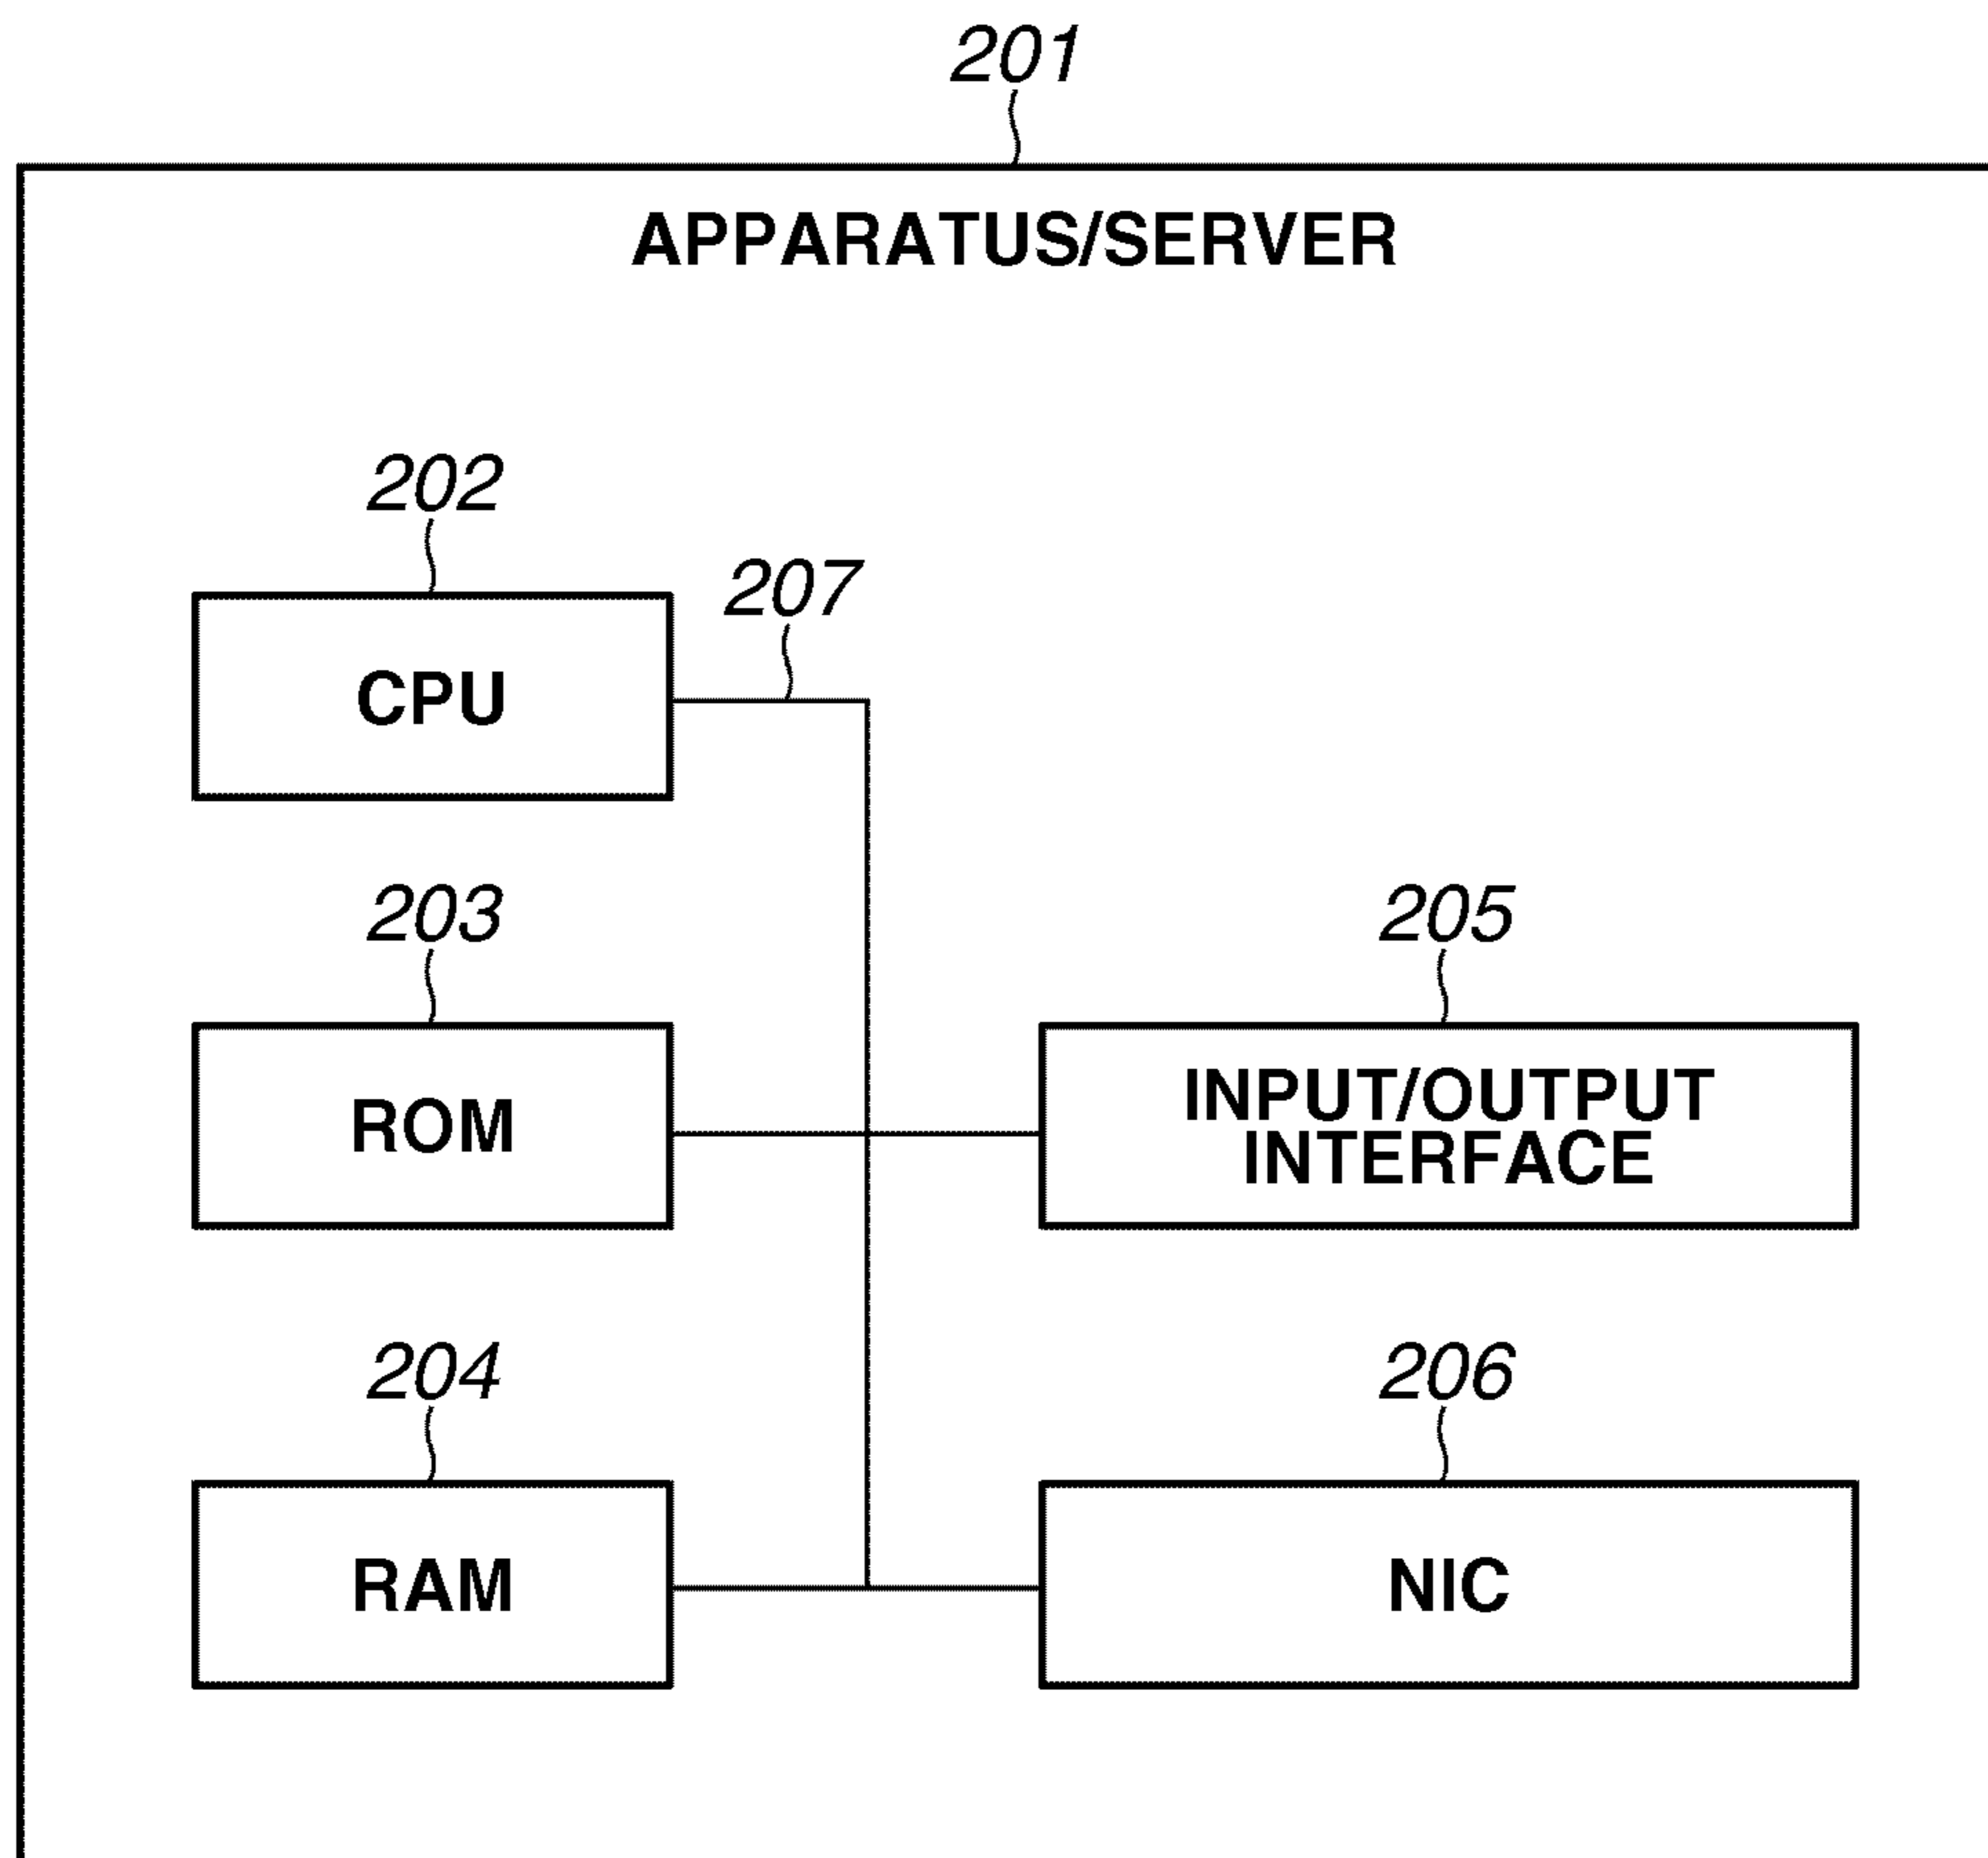 201
APPARATUS/SERVER
202
207
CPU
203
205
ROM
INPUT/OUTPUT
INTERFACE
204
206
RAM
NIC